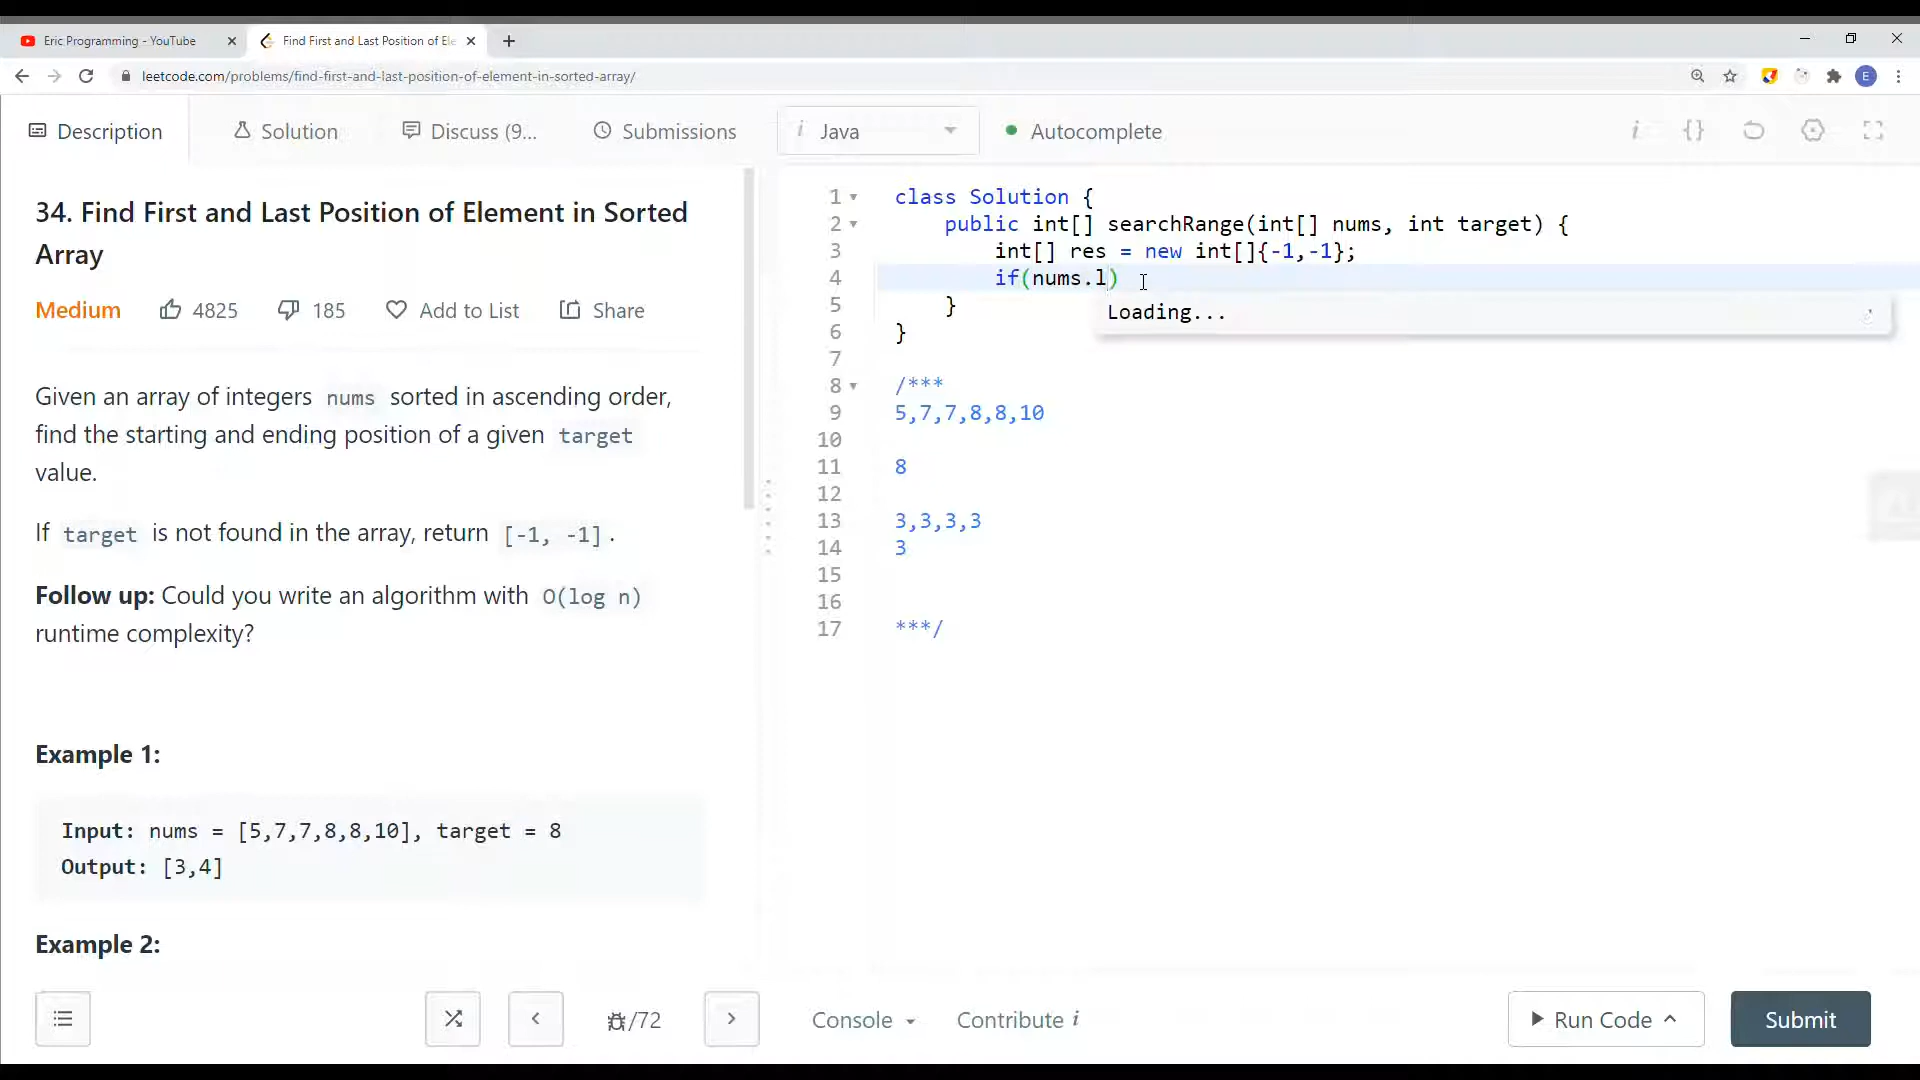 Eric Programming - YouTube
Find First and Last Position of Ele
leetcode.com/problems/find-first-and-last-position-of-element-in-sorted-array/
E
Description
Solution
Discuss (9...
Submissions
i Java
Autocomplete
i {}
34. Find First and Last Position of Element in Sorted
Array
Medium
4825
185
Add to List
Share
Given an array of integers nums sorted in ascending order,
find the starting and ending position of a given target
value.
If target is not found in the array, return [-1, -1].
Follow up: Could you write an algorithm with O(log n)
runtime complexity?
Example 1:
Input: nums = [5,7,7,8,8,10], target = 8
Output: [3,4]
Example 2:
1 class Solution {
2 public int[] searchRange(int[] nums, int target) {
3 int[] res = new int[]{-1,-1};
4 if(nums.l)
Loading...
5 }
6 }
7
8 /***
9 5,7,7,8,8,10
10
11 8
12
13 3,3,3,3
14 3
15
16
17 ***/
/72
Console
Contribute i
Run Code
Submit